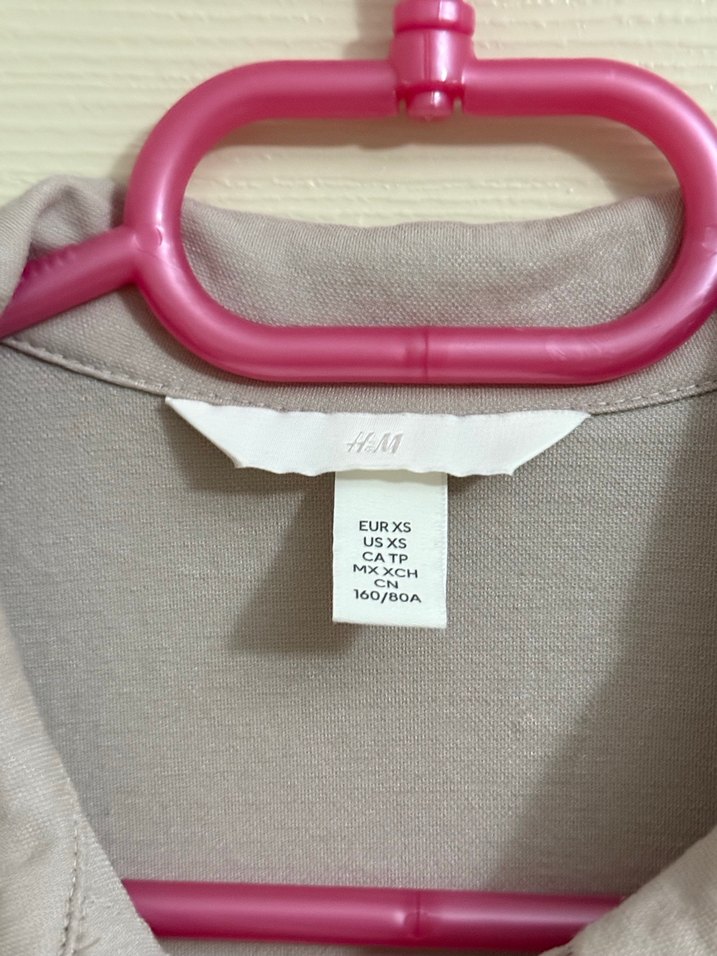 H&M
EUR XS
US XS
CA TP
MX XCH
CN
160/80A